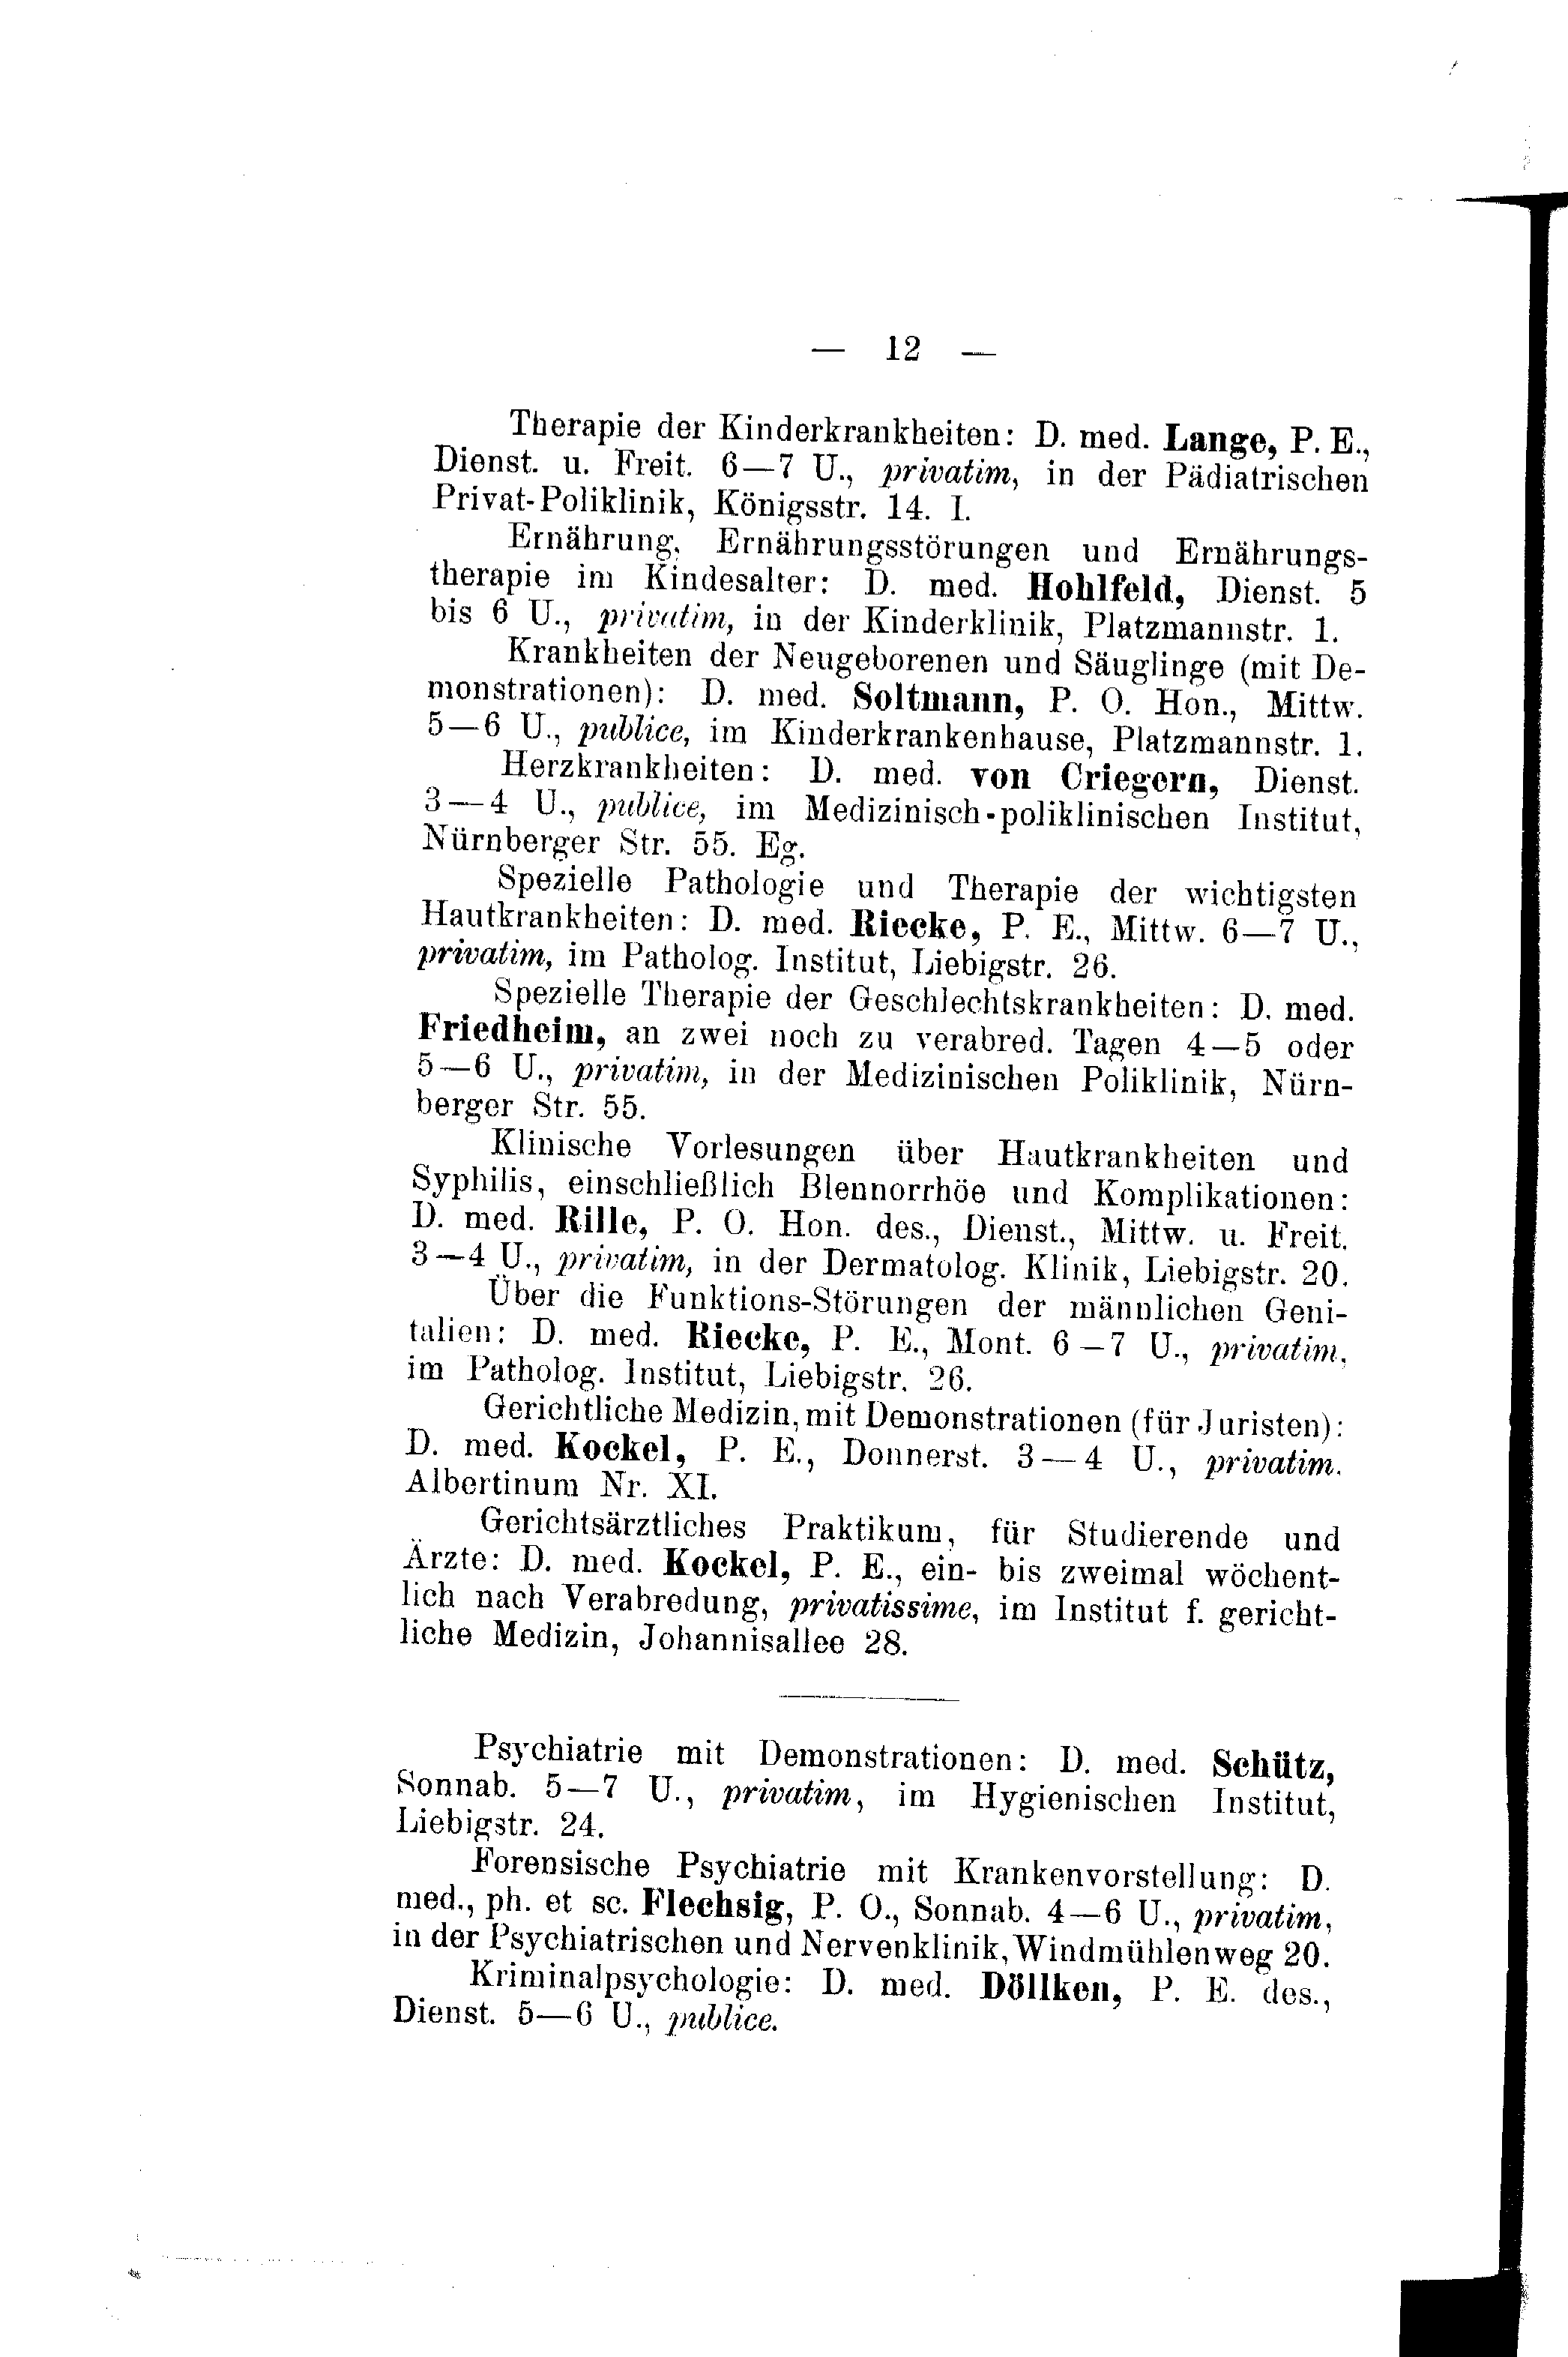 — 12 —
Therapie der Kinderkrankheiten: D. med. Lange, P. E.,
Dienst. u. Freit. 6—7 U., privatim, in der Pädiatrischen
Privat-Poliklinik, Königsstr. 14. I.
Ernährung, Ernährungsstörungen und Ernährungs-
therapie im Kindesalter: D. med. Hohlfeld, Dienst. 5
bis 6 U., privatim, in der Kinderklinik, Platzmannstr. 1.
Krankheiten der Neugeborenen und Säuglinge (mit De-
monstrationen): D. med. Soltmann, P. O. Hon., Mittw.
5—6 U., publice, im Kinderkrankenhause, Platzmannstr. 1.
Herzkrankheiten: D. med. von Criegern, Dienst.
3—4 U., publice, im Medizinisch-poliklinischen Institut,
Nürnberger Str. 55. Eg.
Spezielle Pathologie und Therapie der wichtigsten
Hautkrankheiten: D. med. Riecke, P. E., Mittw. 6—7 U.,
privatim, im Patholog. Institut, Liebigstr. 26.
Spezielle Therapie der Geschlechtskrankheiten: D. med.
Friedheim, an zwei noch zu verabred. Tagen 4—5 oder
5—6 U., privatim, in der Medizinischen Poliklinik, Nürn-
berger Str. 55.
Klinische Vorlesungen über Hautkrankheiten und
Syphilis, einschließlich Blennorrhöe und Komplikationen:
D. med. Rille, P. O. Hon. des., Dienst., Mittw. u. Freit.
3—4 U., privatim, in der Dermatolog. Klinik, Liebigstr. 20.
Über die Funktions-Störungen der männlichen Geni-
talien: D. med. Riecke, P. E., Mont. 6—7 U., privatim,
im Patholog. Institut, Liebigstr. 26.
Gerichtliche Medizin, mit Demonstrationen (für Juristen):
D. med. Kockel, P. E., Donnerst. 3—4 U., privatim.
Albertinum Nr. XI.
Gerichtsärztliches Praktikum, für Studierende und
Ärzte: D. med. Kockel, P. E., ein- bis zweimal wöchent-
lich nach Verabredung, privatissime, im Institut f. gericht-
liche Medizin, Johannisallee 28.
Psychiatrie mit Demonstrationen: D. med. Schütz,
Sonnab. 5—7 U., privatim, im Hygienischen Institut,
Liebigstr. 24.
Forensische Psychiatrie mit Krankenvorstellung: D.
med., ph. et sc. Flechsig, P. O., Sonnab. 4—6 U., privatim,
in der Psychiatrischen und Nervenklinik, Windmühlenweg 20.
Kriminalpsychologie: D. med. Döllken, P. E. des.,
Dienst. 5—6 U., publice.